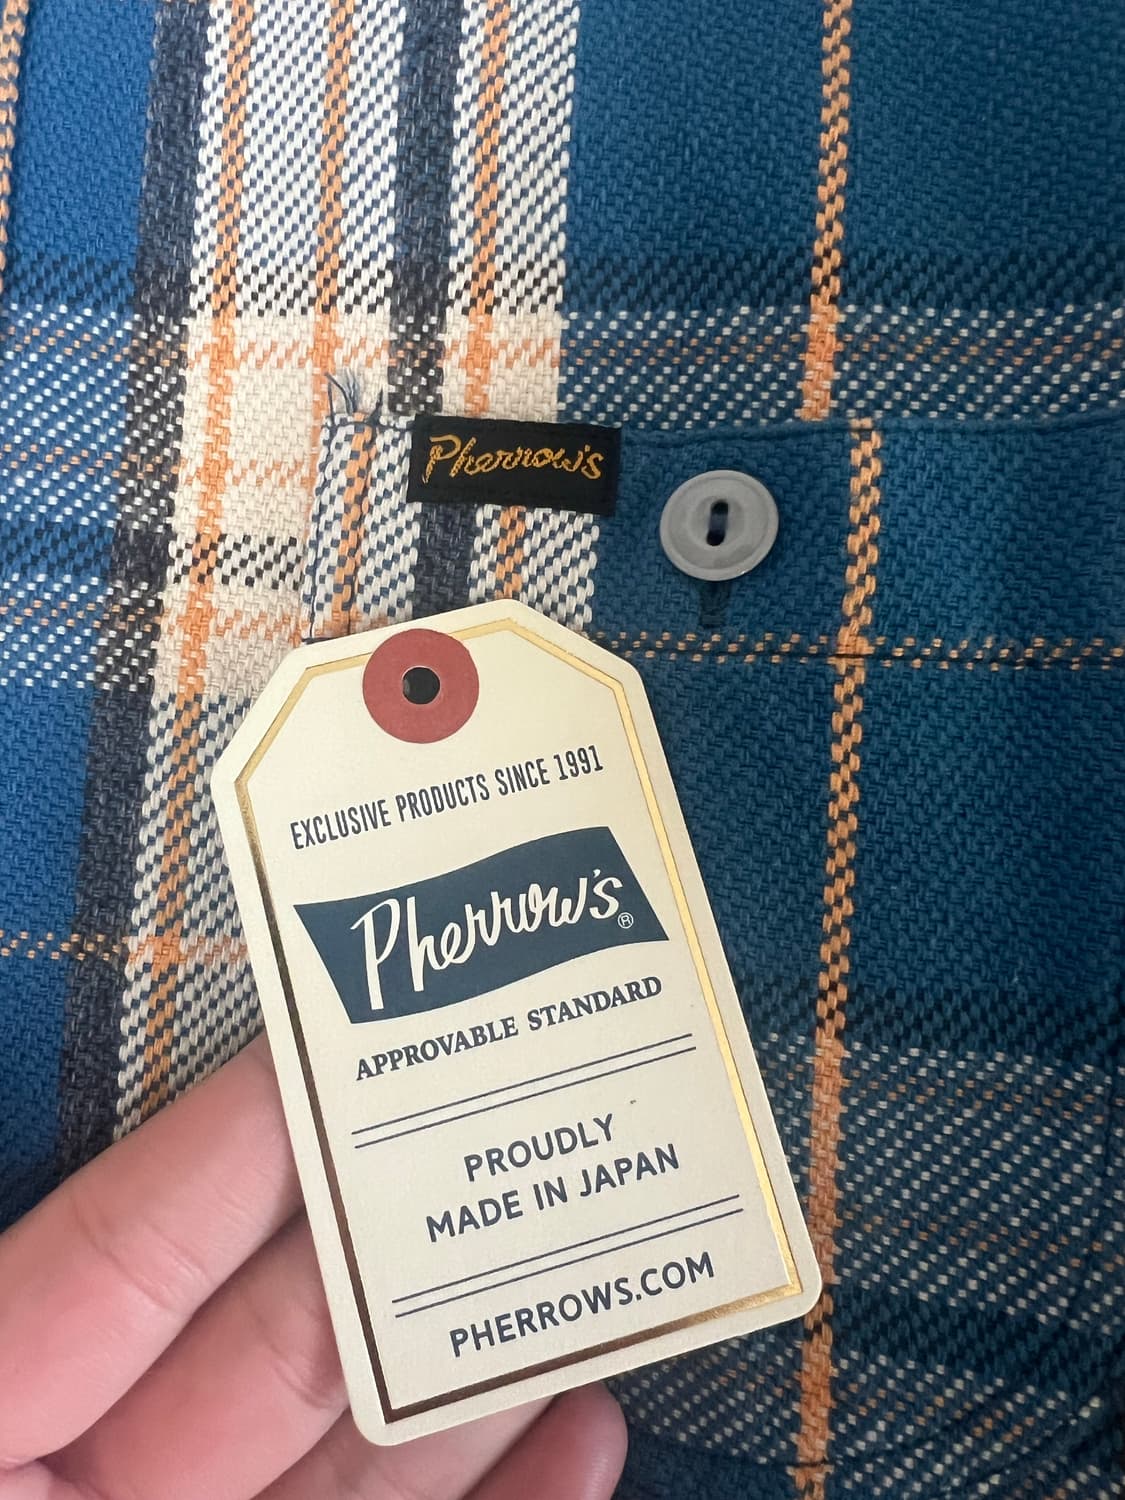 Pherrow's
EXCLUSIVE PRODUCTS SINCE 1991
Pherrow's®
APPROVABLE STANDARD
PROUDLY
MADE IN JAPAN
PHERROWS.COM